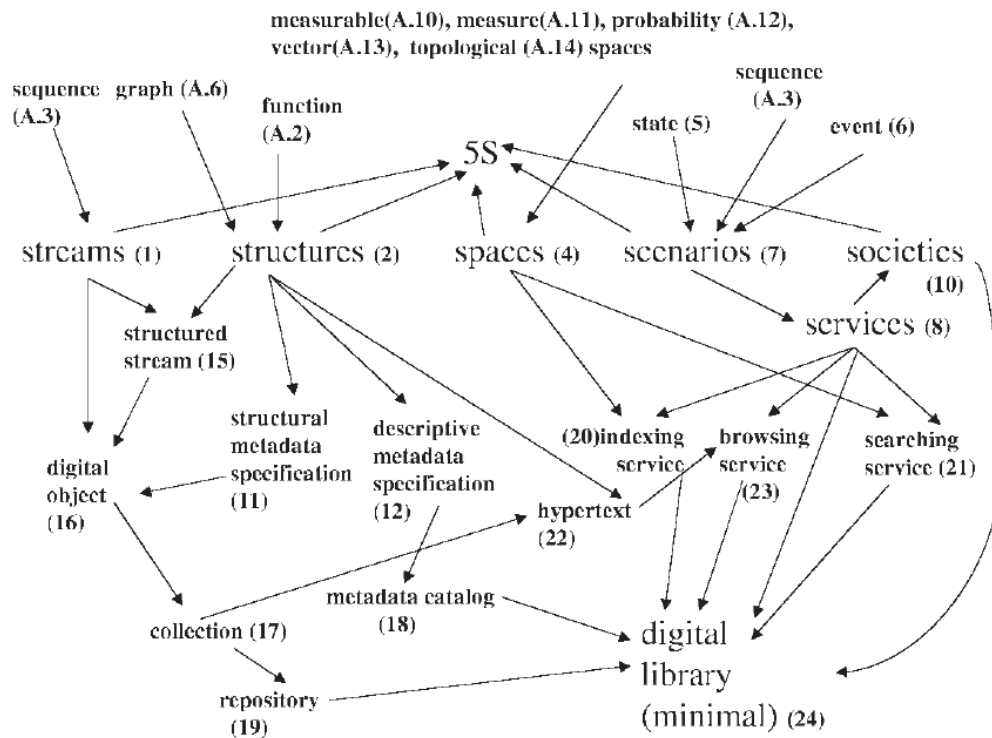 measurable(A.10), measure(A.11), probability (A.12),
vector(A.13), topological (A.14) spaces
sequence
(A.3)
graph (A.6)
function
(A.2)
sequence
(A.3)
state (5)
event (6)
5S
streams (1)
structures (2)
spaces (4)
scenarios (7)
societies
(10)
services (8)
structured
stream (15)
structural
metadata
specification
(11)
descriptive
metadata
specification
(12)
(20)indexing
service
browsing
service
(23)
searching
service (21)
digital
object
(16)
hypertext
(22)
metadata catalog
(18)
collection (17)
repository
(19)
digital
library
(minimal) (24)